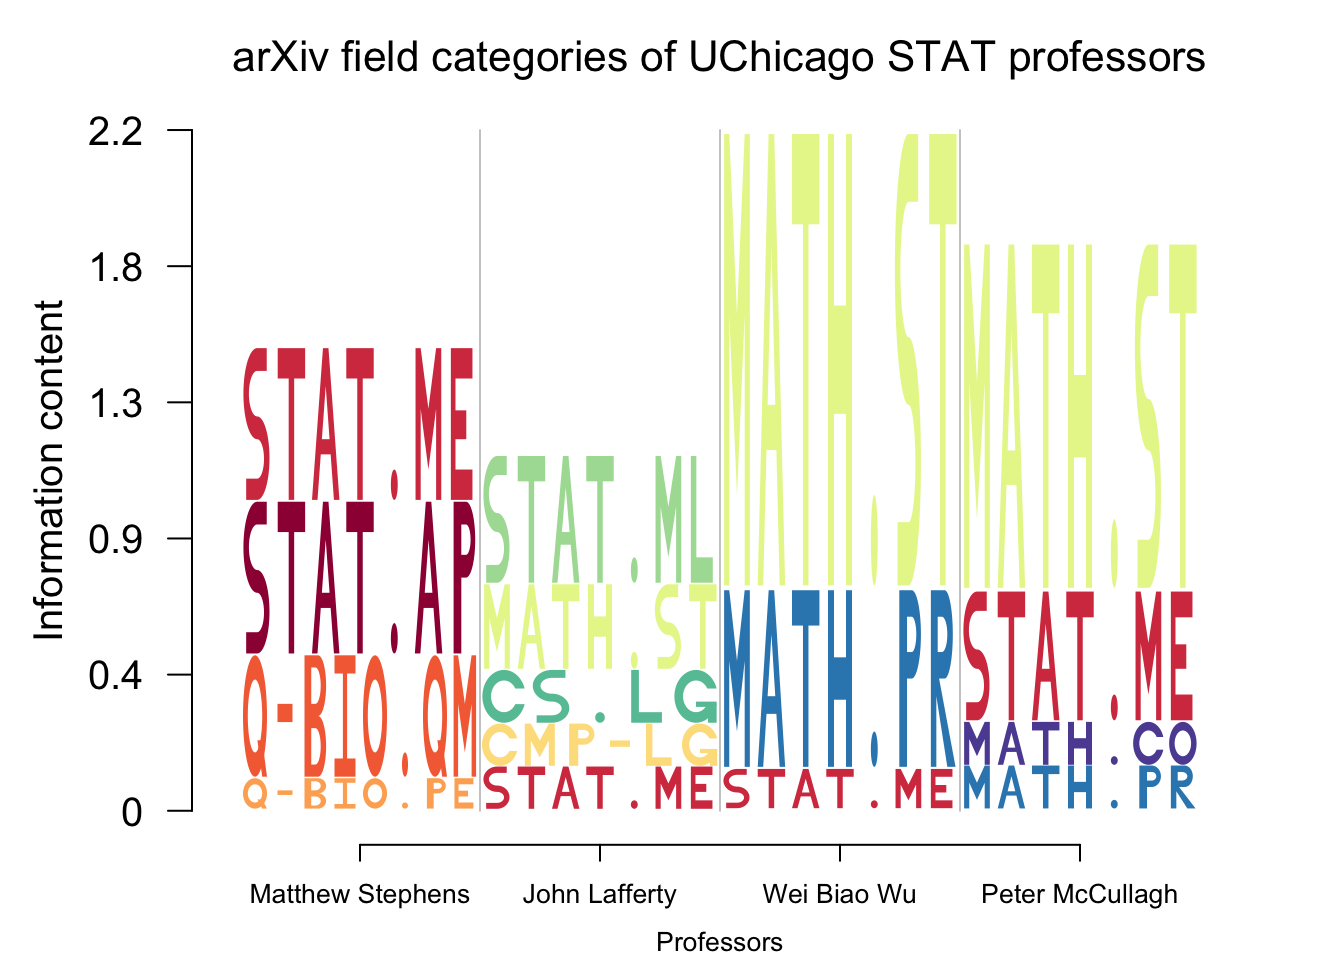 arXiv field categories of UChicago STAT professors
Information content
2.2
1.8
1.3
0.9
0.4
0
STAT.ME
STAT.AP
Q-BIO.QM
Q-BIO.PE
STAT.ML
MATH.ST
CS.LG
CMP-LG
STAT.ME
MATH.ST
MATH.PR
STAT.ME
MATH.ST
STAT.ME
MATH.CO
MATH.PR
Matthew Stephens
John Lafferty
Wei Biao Wu
Peter McCullagh
Professors